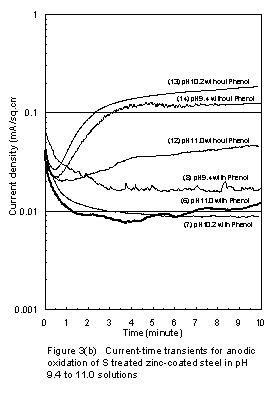 1
(13) pH10.2 without Phenol
(14) pH9.4 without Phenol
0.1
(12) pH11.0 without Phenol
Current density (mA/sq.cm)
(8) pH9.4 with Phenol
(6) pH11.0 with Phenol
0.01
(7) pH10.2 with Phenol
0.001
0 1 2 3 4 5 6 7 8 9 10
Time (minute)
Figure 3(b) Current-time transients for anodic
oxidation of S treated zinc-coated steel in pH
9.4 to 11.0 solutions